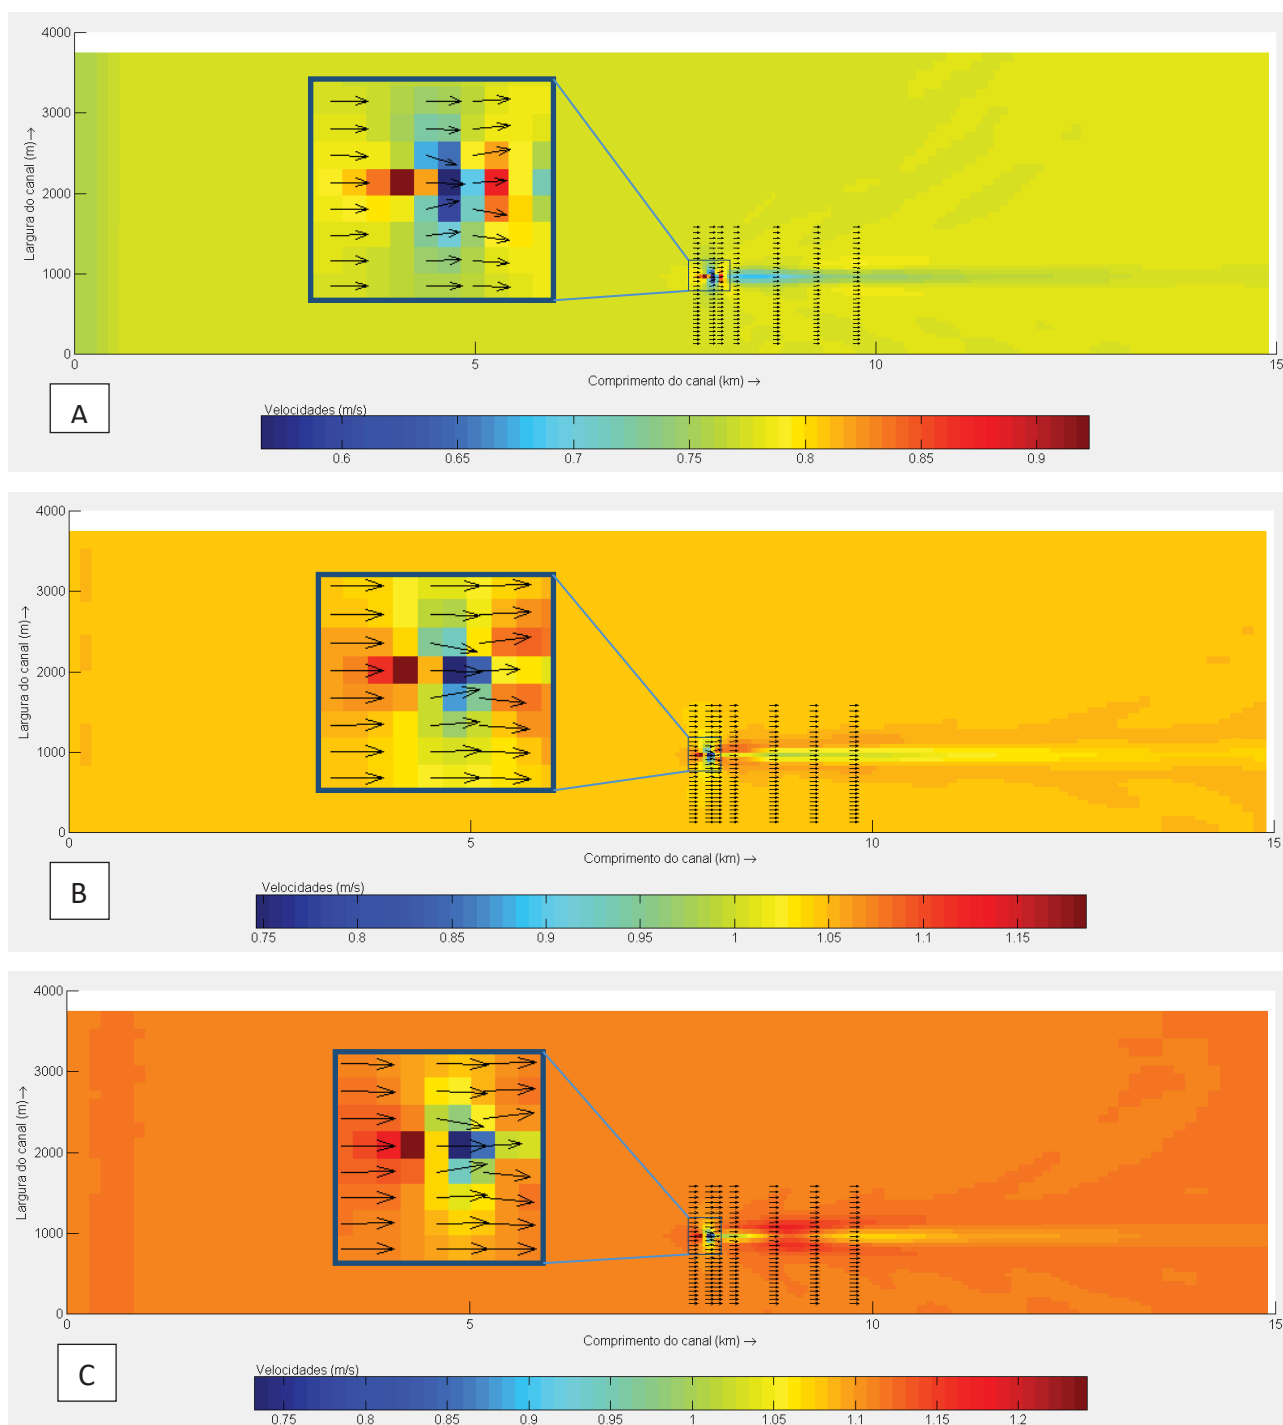 4000
3000
2000
1000
0
Largura do canal (m)→
0 5 10 15
Comprimento do canal (km) →
A
Velocidades (m/s)
0.6 0.65 0.7 0.75 0.8 0.85 0.9
4000
3000
2000
1000
0
Largura do canal (m)→
0 5 10 15
Comprimento do canal (km) →
B
Velocidades (m/s)
0.75 0.8 0.85 0.9 0.95 1 1.05 1.1 1.15
4000
3000
2000
1000
0
Largura do canal (m)→
0 5 10 15
Comprimento do canal (km) →
C
Velocidades (m/s)
0.75 0.8 0.85 0.9 0.95 1 1.05 1.1 1.15 1.2